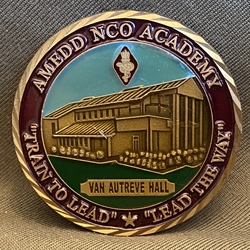 AMEDD NCO ACADEMY
VAN AUTREVE HALL
"TRAIN TO LEAD" "LEAD THE WAY"